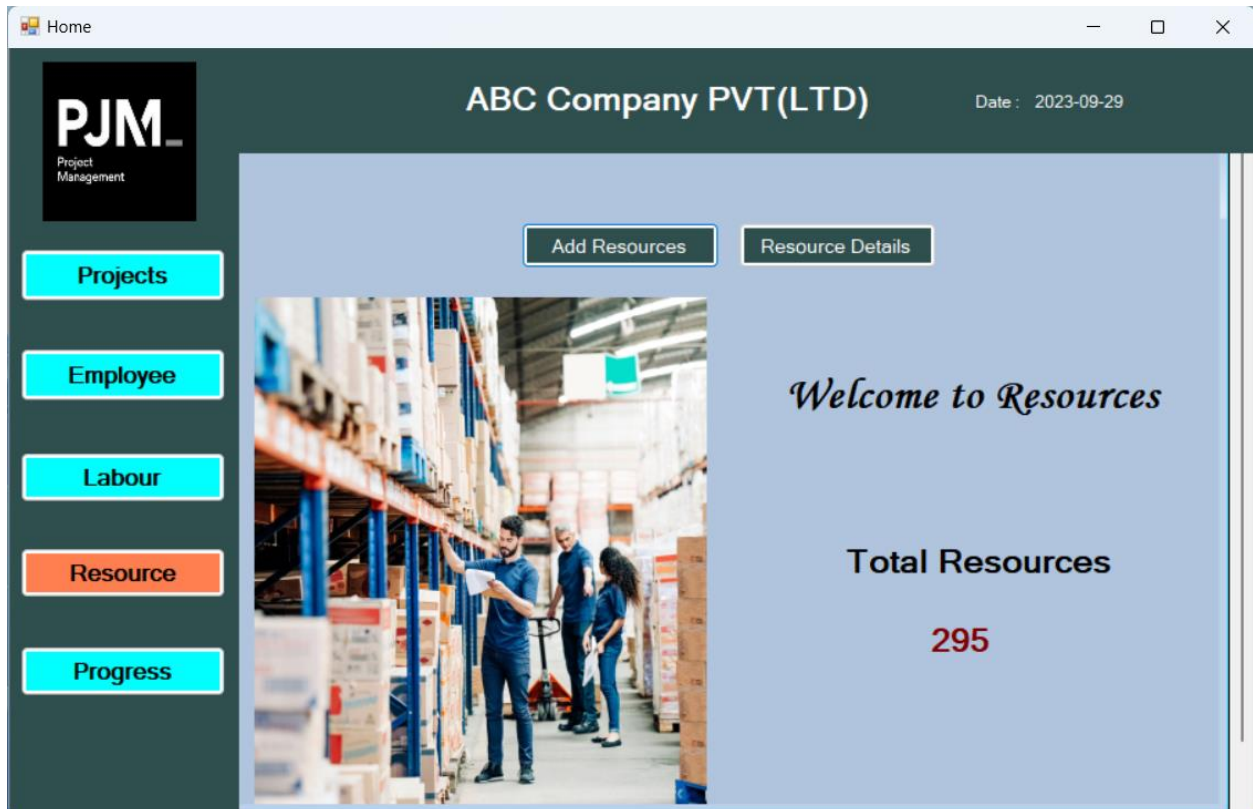 Home
PJM_
Project
Management
ABC Company PVT(LTD)
Date : 2023-09-29
Projects
Employee
Labour
Resource
Progress
Add Resources
Resource Details
Welcome to Resources
Total Resources
295